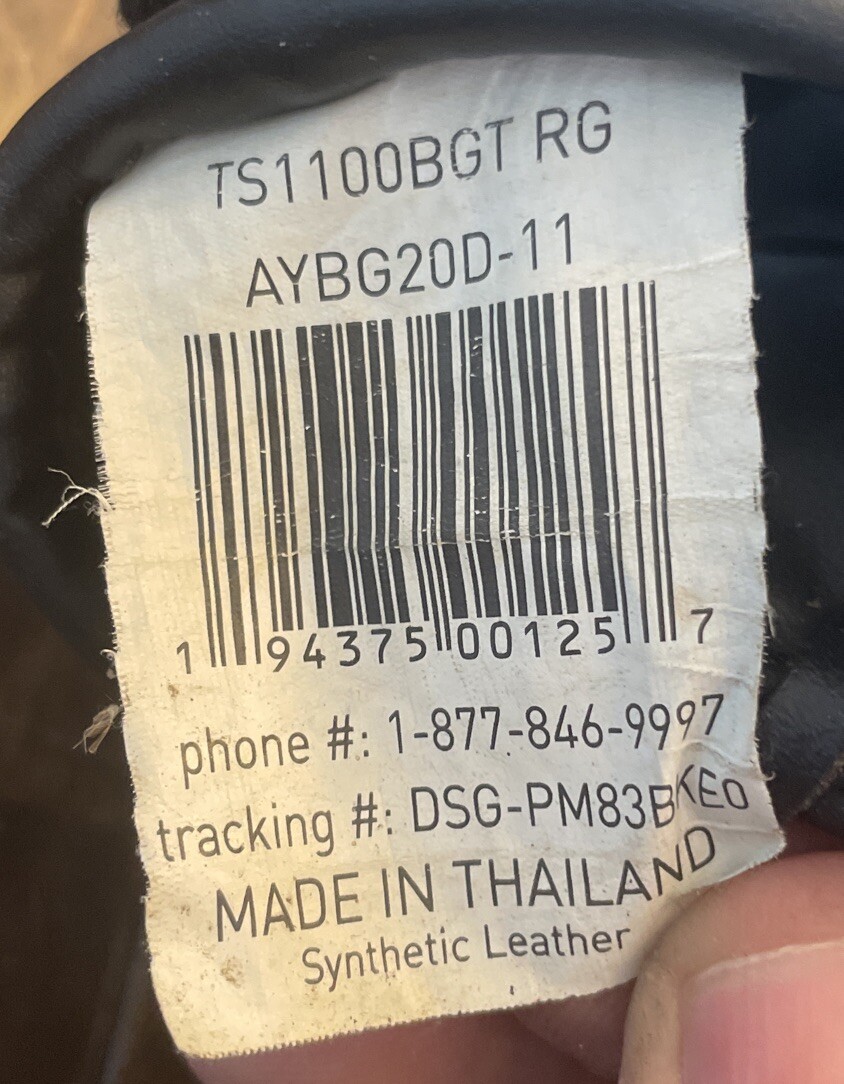 TS1100BGT RG
AYBG20D-11
1 94375 00125 7
phone #: 1-877-846-9997
tracking #: DSG-PM83BKE0
MADE IN THAILAND
Synthetic Leather